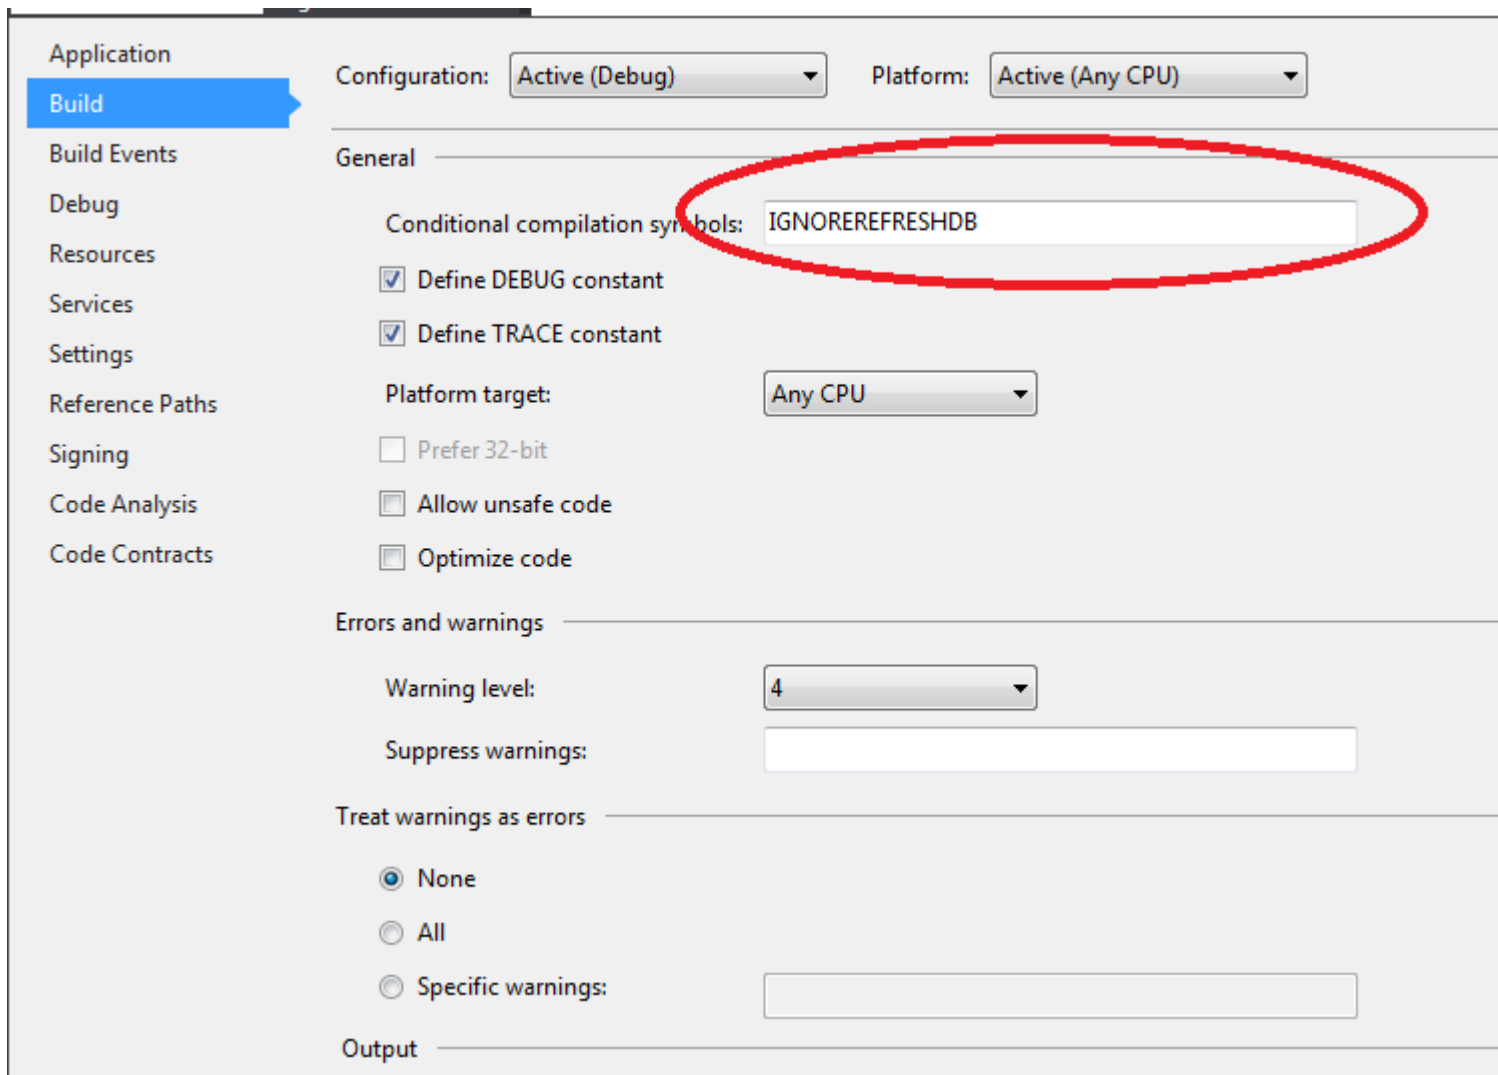 Application
Build
Build Events
Debug
Resources
Services
Settings
Reference Paths
Signing
Code Analysis
Code Contracts
Configuration: Active (Debug) Platform: Active (Any CPU)
General
Conditional compilation symbols: IGNOREREFRESHDB
Define DEBUG constant
Define TRACE constant
Platform target: Any CPU
Prefer 32-bit
Allow unsafe code
Optimize code
Errors and warnings
Warning level: 4
Suppress warnings:
Treat warnings as errors
None
All
Specific warnings:
Output